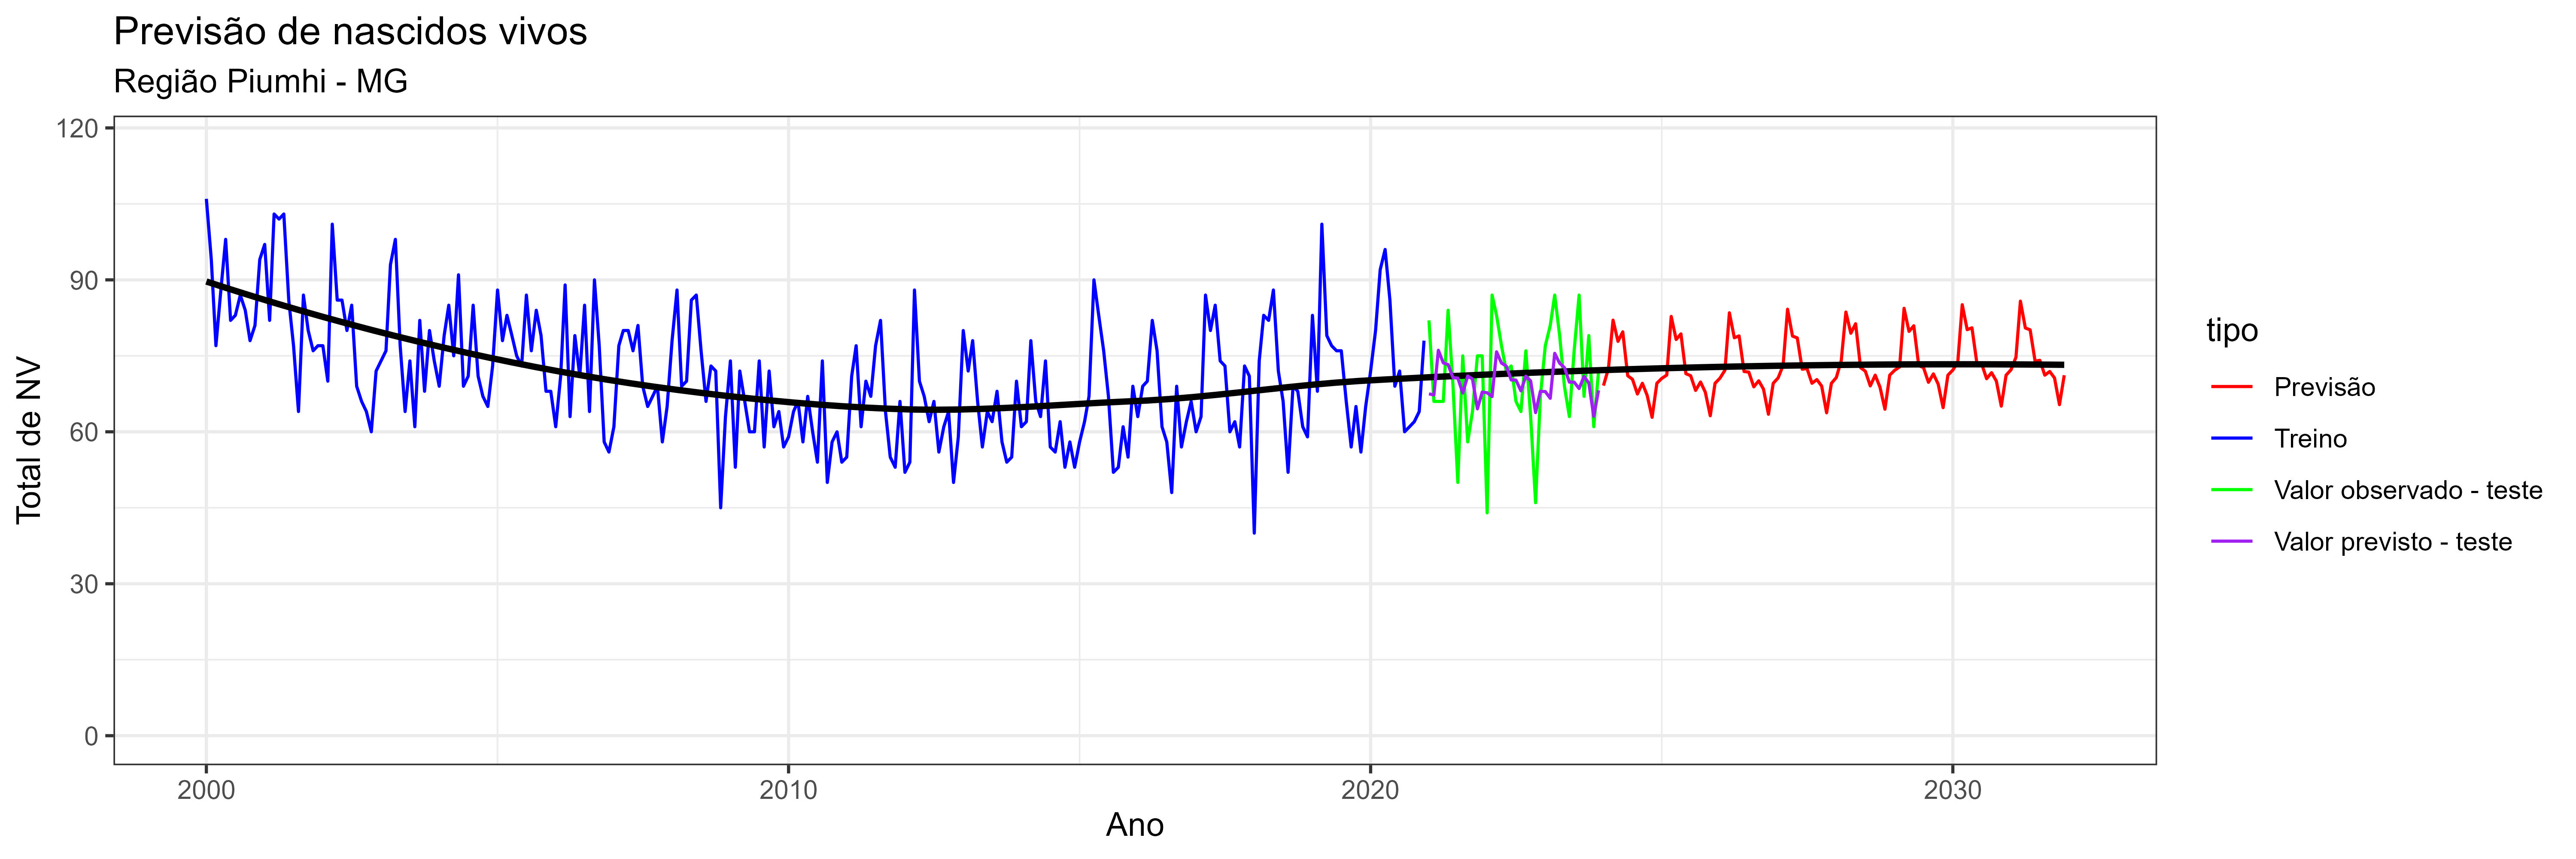 Previsão de nascidos vivos
Região Piumhi - MG
120
90
60
30
0
Total de NV
2000
2010
2020
2030
Ano
tipo
Previsão
Treino
Valor observado - teste
Valor previsto - teste